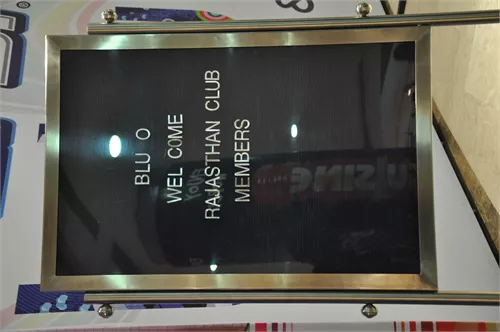 BLU O
WEL COME
RAJASTHAN CLUB
MEMBERS